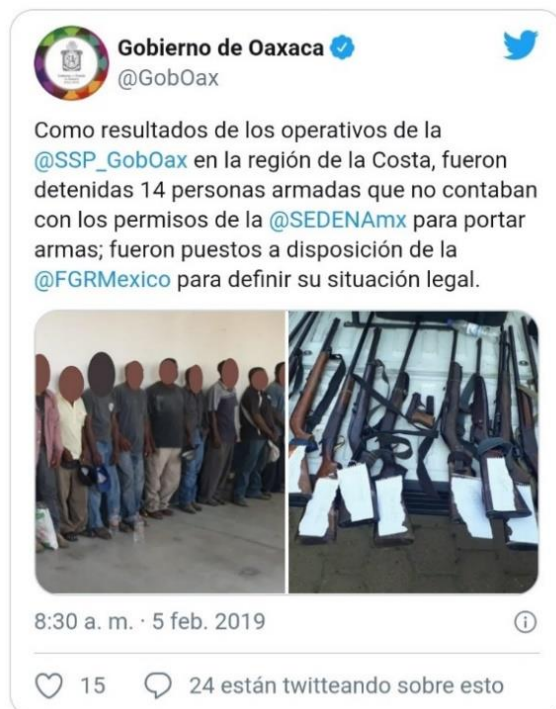 Gobierno de Oaxaca
@GobOax
Como resultados de los operativos de la
@SSP_GobOax en la región de la Costa, fueron
detenidas 14 personas armadas que no contaban
con los permisos de la @SEDENAmx para portar
armas; fueron puestos a disposición de la
@FGRMexico para definir su situación legal.
8:30 a. m. · 5 feb. 2019
15
24 están twitteando sobre esto